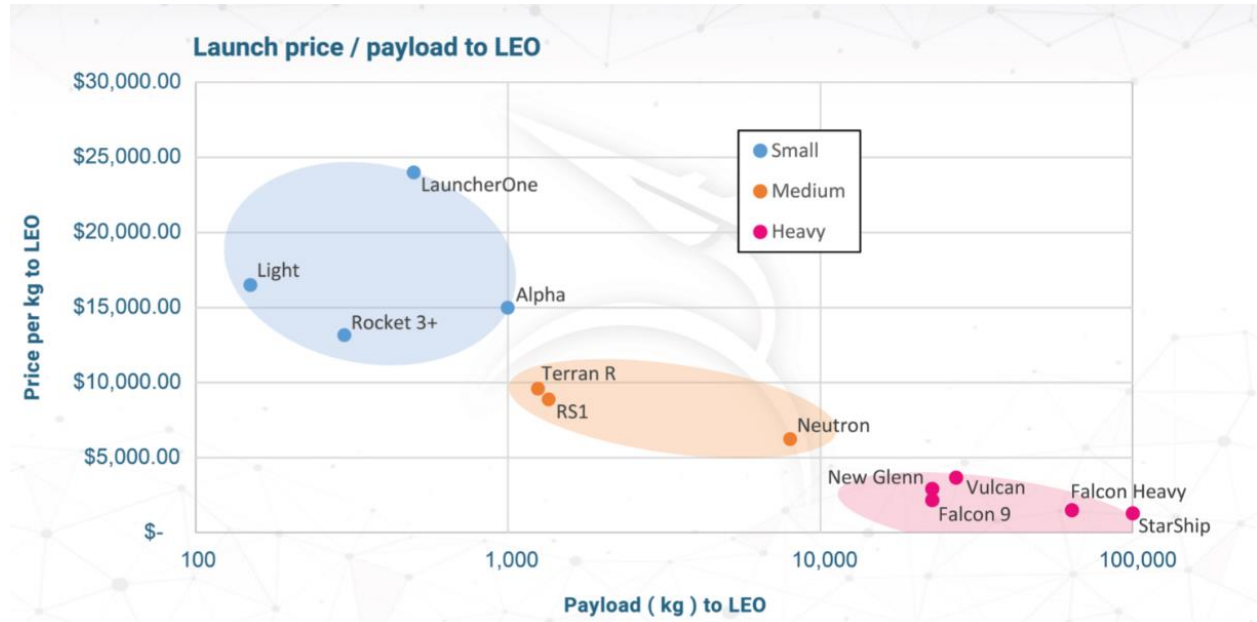 Launch price / payload to LEO
$30,000.00
$25,000.00
$20,000.00
$15,000.00
$10,000.00
$5,000.00
$-
Price per kg to LEO
Small
Medium
Heavy
LauncherOne
Light
Rocket 3+
Alpha
Terran R
RS1
Neutron
New Glenn
Vulcan
Falcon 9
Falcon Heavy
StarShip
100
1,000
10,000
100,000
Payload ( kg ) to LEO